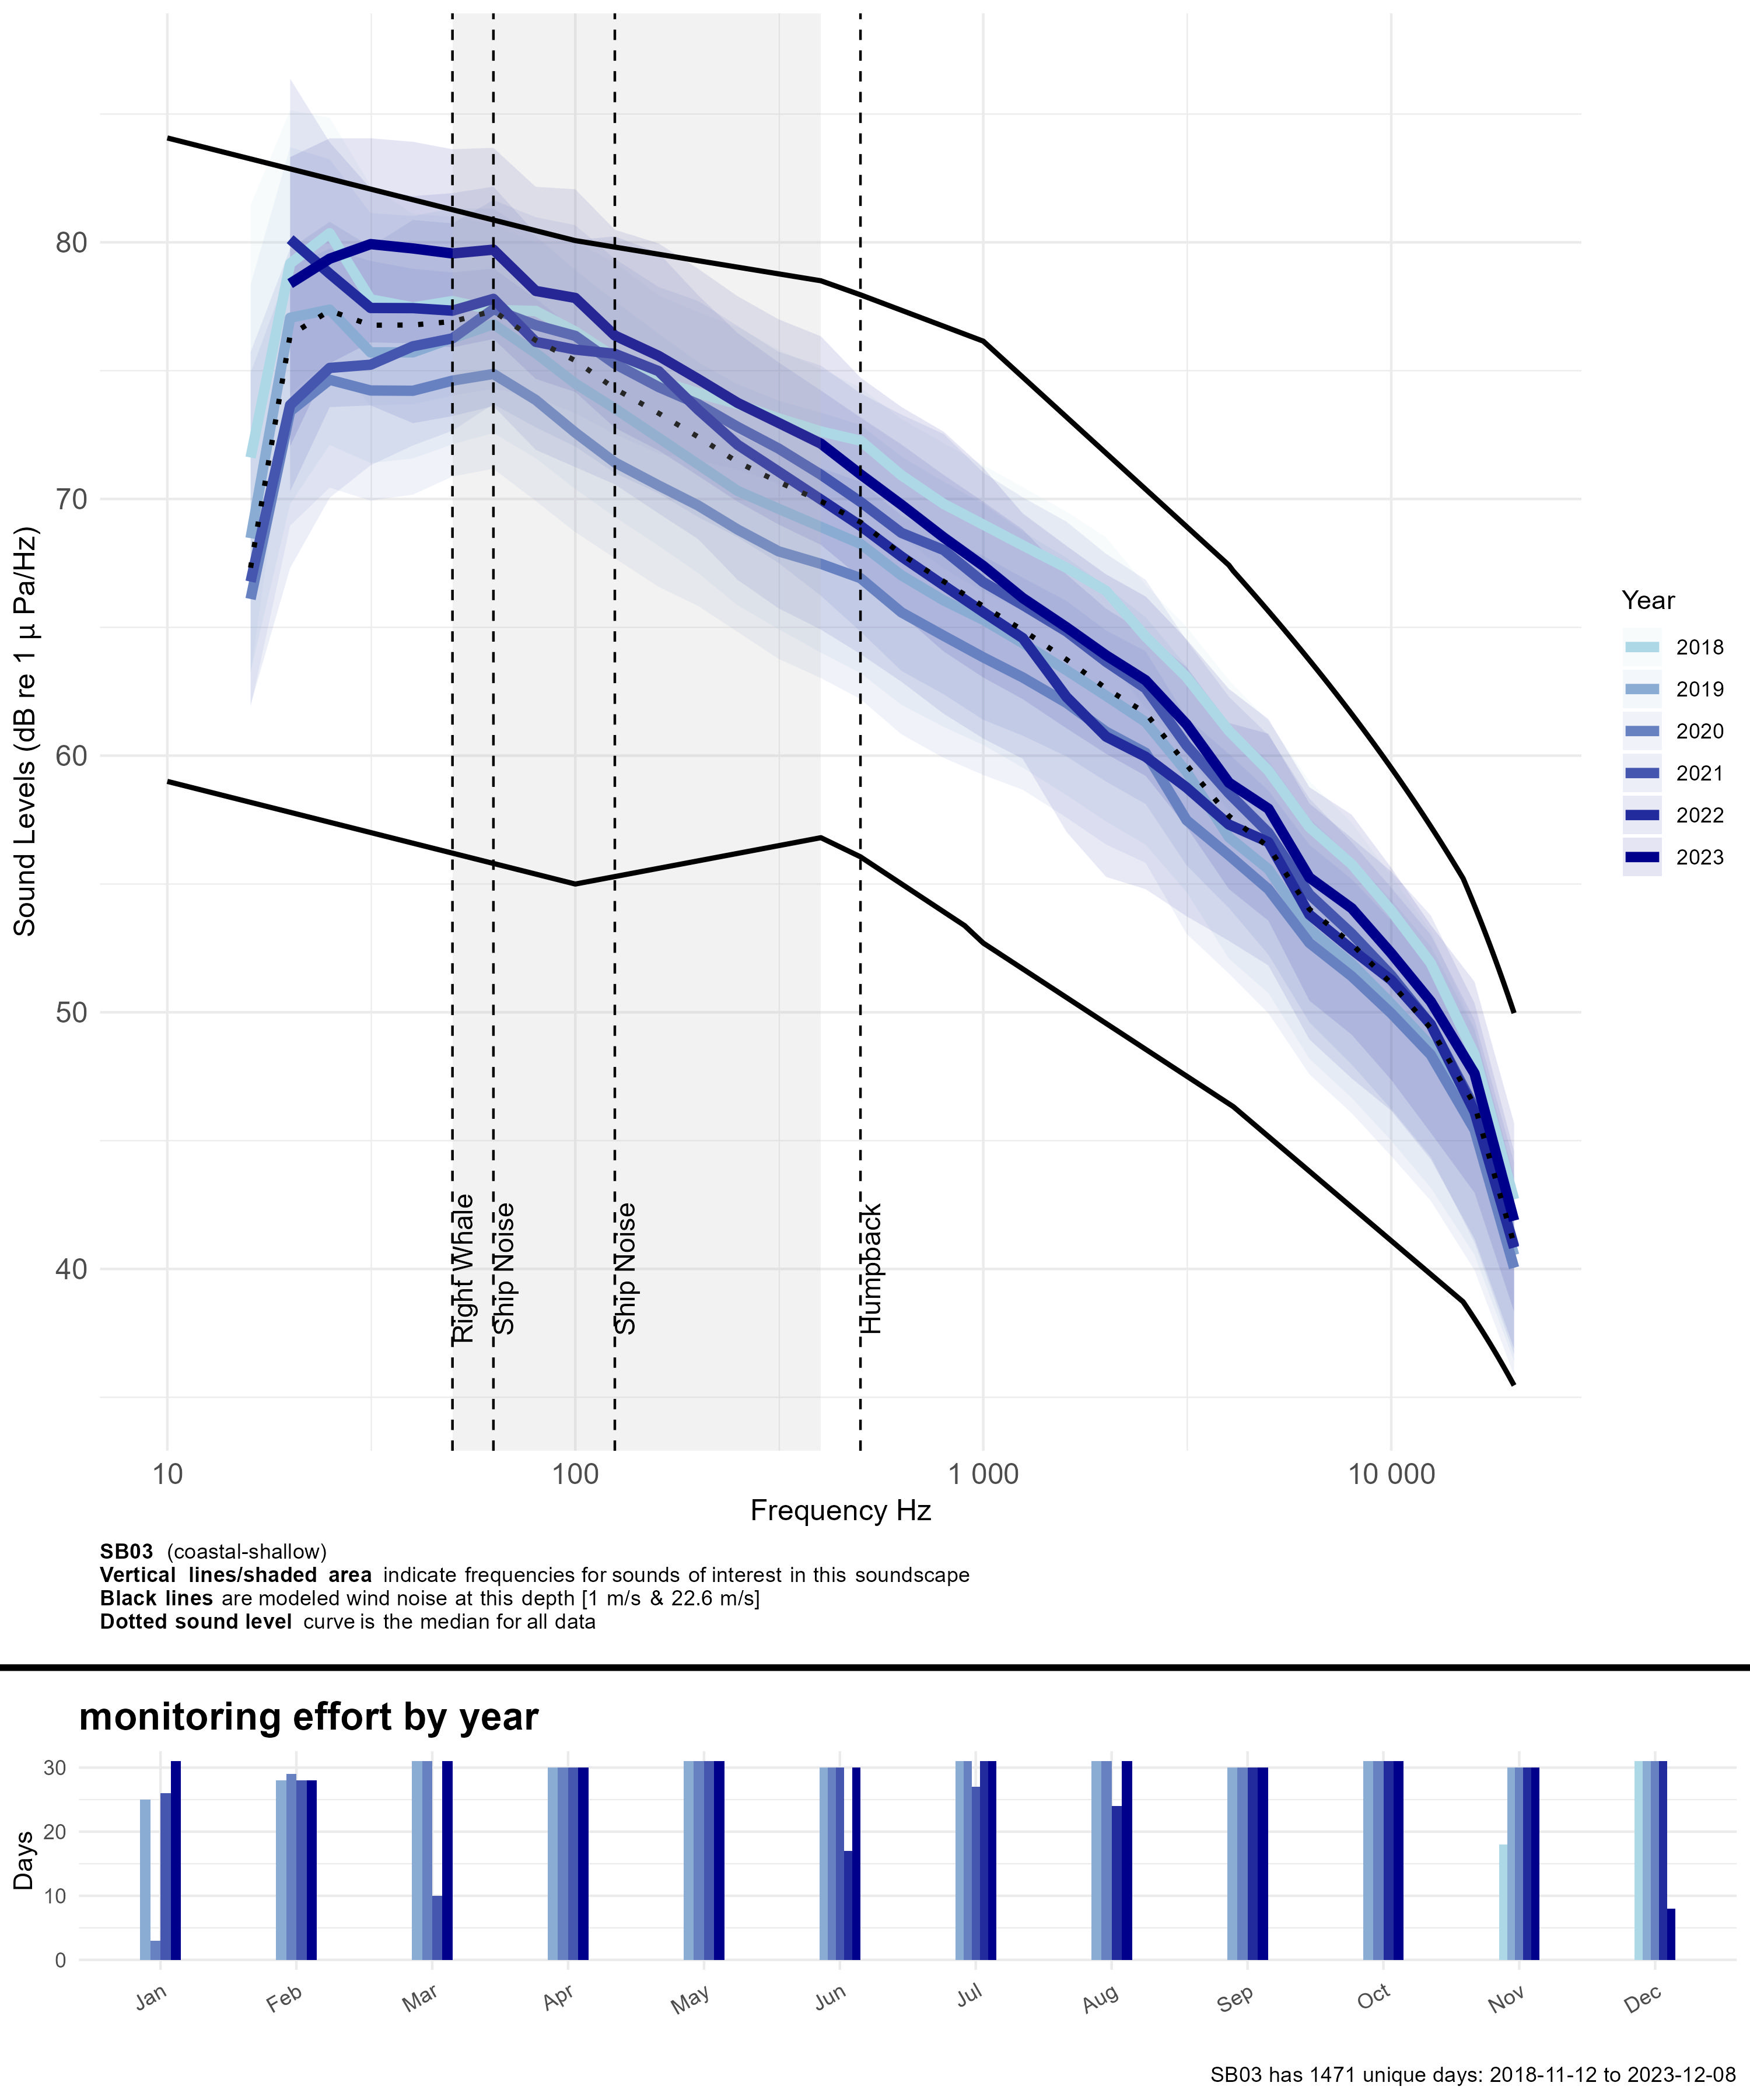 80
70
60
50
40
Sound Levels (dB re 1 µ Pa/Hz)
Right Whale
Ship Noise
Ship Noise
Humpback
10
100
1 000
10 000
Frequency Hz
Year
2018
2019
2020
2021
2022
2023
SB03 (coastal-shallow)
Vertical lines/shaded area indicate frequencies for sounds of interest in this soundscape
Black lines are modeled wind noise at this depth [1 m/s & 22.6 m/s]
Dotted sound level curve is the median for all data
monitoring effort by year
30
20
10
0
Days
Jan
Feb
Mar
Apr
May
Jun
Jul
Aug
Sep
Oct
Nov
Dec
SB03 has 1471 unique days: 2018-11-12 to 2023-12-08